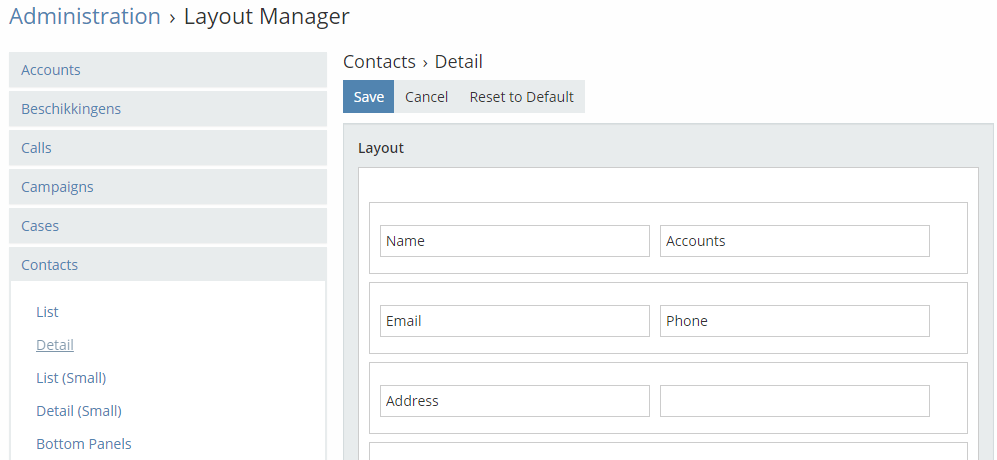 Administration › Layout Manager
Accounts
Beschikkingens
Calls
Campaigns
Cases
Contacts
List
Detail
List (Small)
Detail (Small)
Bottom Panels
Contacts › Detail
Save Cancel Reset to Default
Layout
Name Accounts
Email Phone
Address